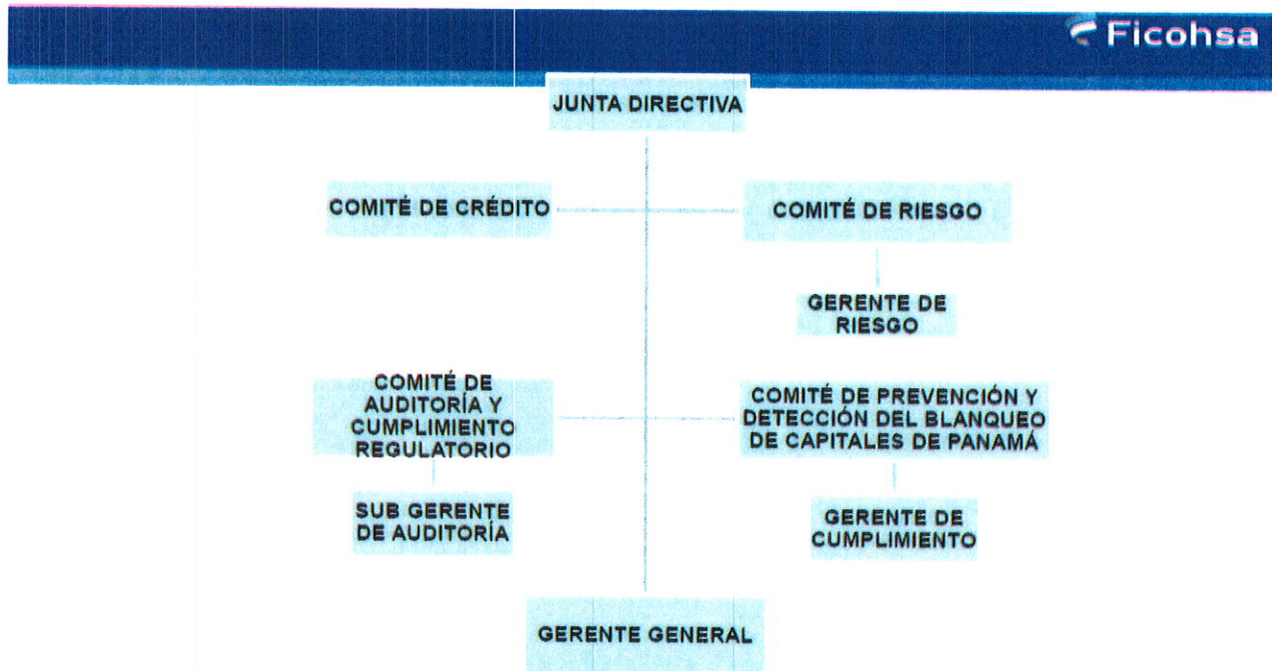 Ficohsa
JUNTA DIRECTIVA
COMITÉ DE CRÉDITO
COMITÉ DE RIESGO
GERENTE DE
RIESGO
COMITÉ DE
AUDITORÍA Y
CUMPLIMIENTO
REGULATORIO
COMITÉ DE PREVENCIÓN Y
DETECCIÓN DEL BLANQUEO
DE CAPITALES DE PANAMÁ
SUB GERENTE
DE AUDITORÍA
GERENTE DE
CUMPLIMIENTO
GERENTE GENERAL